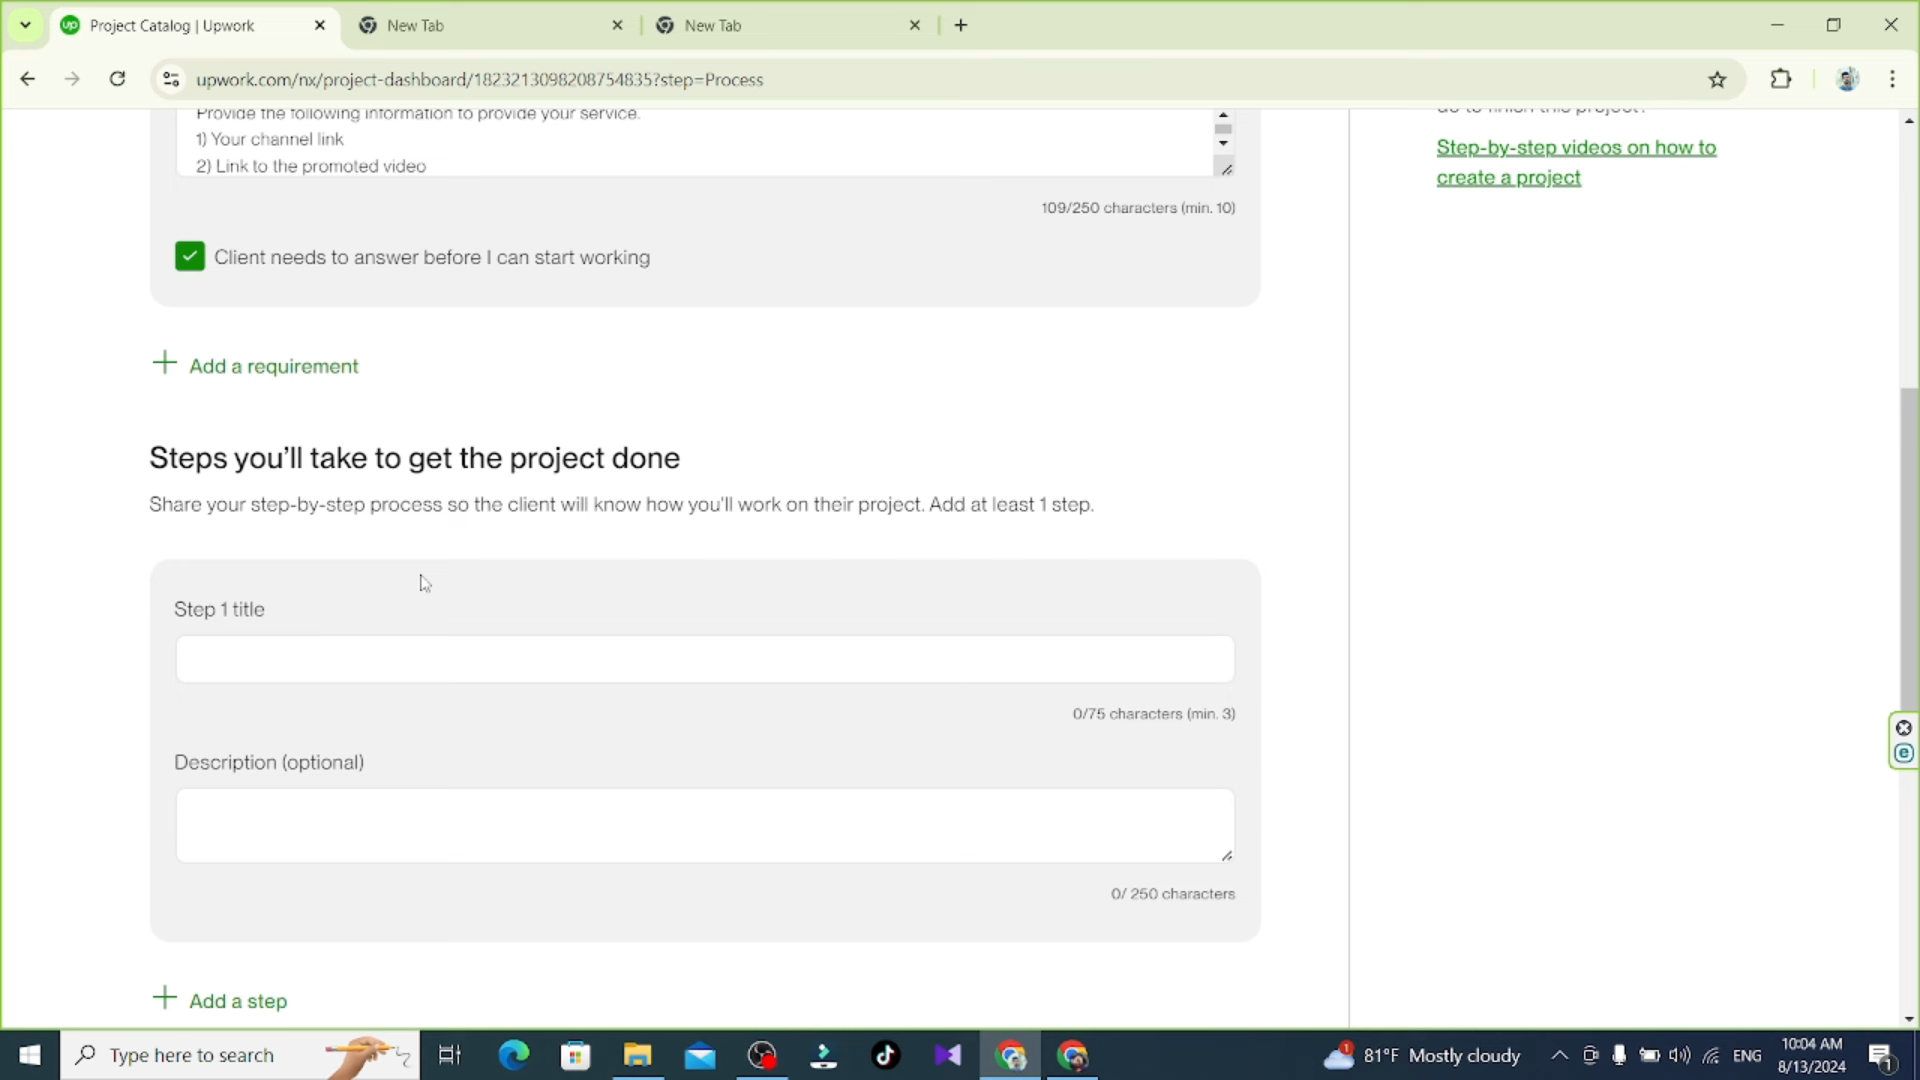 Project Catalog | Upwork
New Tab
New Tab
upwork.com/nx/project-dashboard/1823213098208754835?step=Process
Provide the following information to provide your service.
1) Your channel link
2) Link to the promoted video
109/250 characters (min. 10)
Client needs to answer before I can start working
Step-by-step videos on how to
create a project
Add a requirement
Steps you'll take to get the project done
Share your step-by-step process so the client will know how you'll work on their project. Add at least 1 step.
Step 1 title
0/75 characters (min. 3)
Description (optional)
0/ 250 characters
Add a step
Type here to search
81°F Mostly cloudy
ENG
10:04 AM
8/13/2024